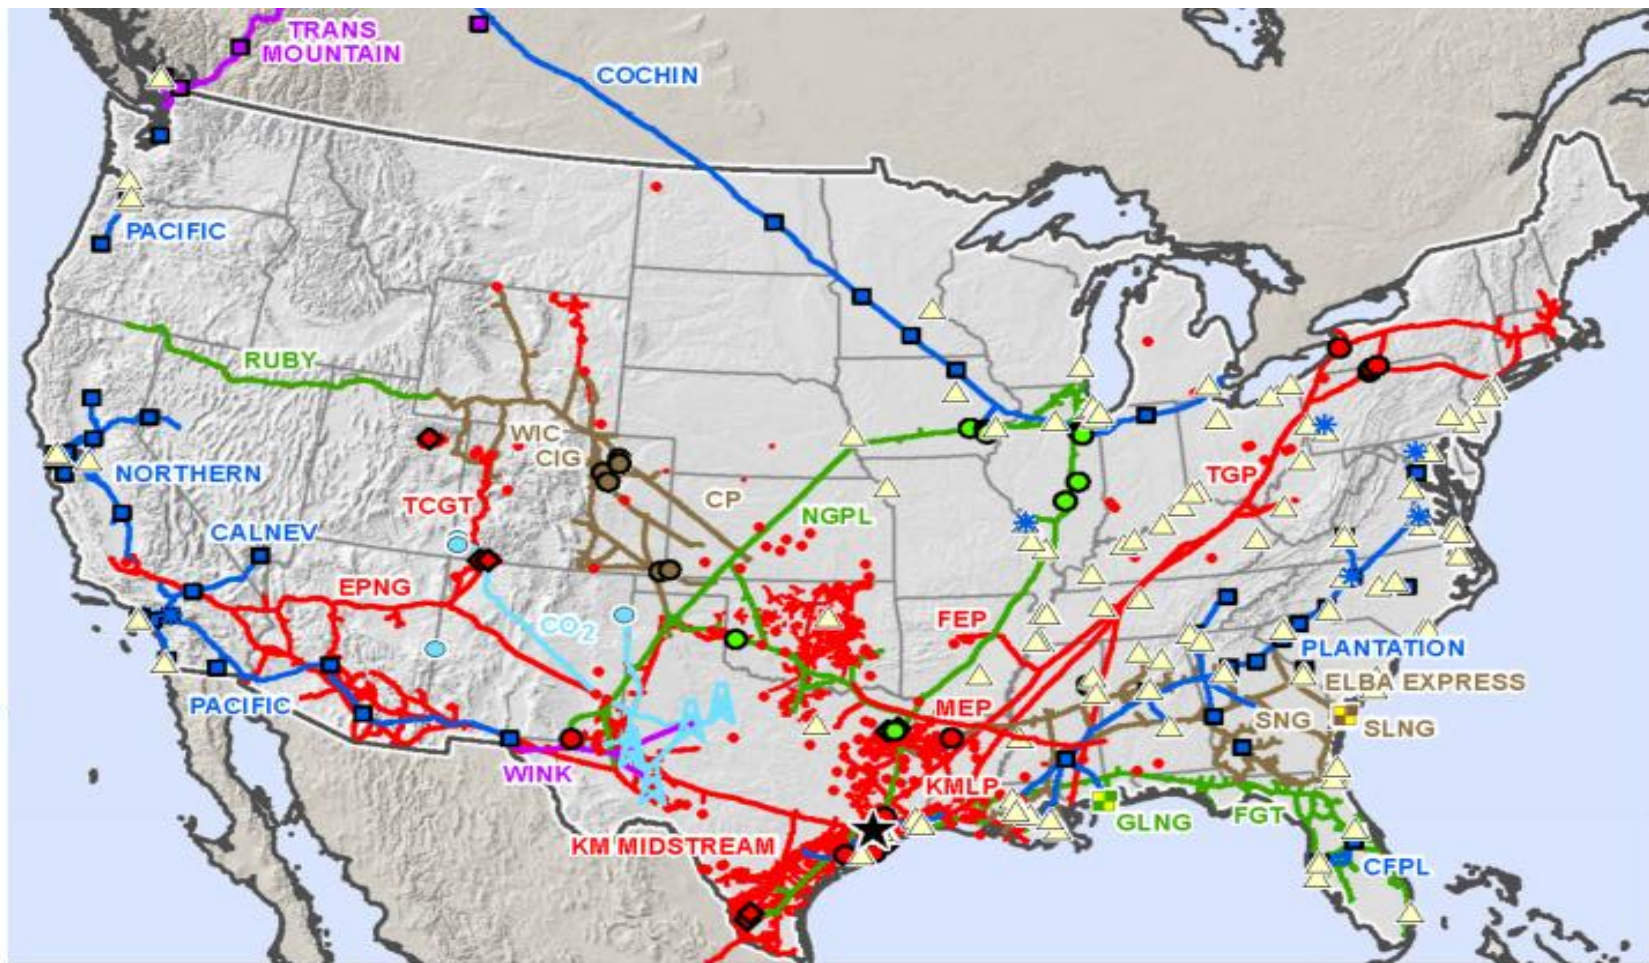 TRANS
MOUNTAIN
COCHIN
PACIFIC
RUBY
WIC
CIG
NORTHERN
TCGT
CP
NGPL
TGP
CALNEV
EPNG
CO2
FEP
PLANTATION
ELBA EXPRESS
PACIFIC
MEP
SNG
SLNG
WINK
KMLP
GLNG
FGT
KM MIDSTREAM
CFPL